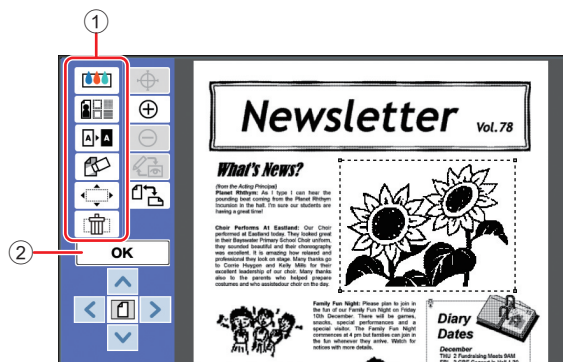 1
A A
2
OK
Newsletter Vol.78
What's News?
(from the Acting Principal)
Planet Rhthym: As I type I can hear the
pounding beat coming from the Planet Rhythm
Incursion in the hall. I'm sure our students are
having a great time!
Choir Performs At Eastland: Our Choir
performed at Eastland today. They looked great
in their Bayswater Primary School Choir uniform,
they sounded beautiful and their choreography
was excellent. It is amazing how relaxed and
professional they look on stage. Many thanks go
to Corrie Huygen and Kelly Mills for their
excellent leadership of our choir. Many thanks
also to the parents who helped prepare
costumes and who assistedour choir on the day.
Family Fun Night: Please plan to join in
the fun of our Family Fun Night on Friday
10th December. There will be games,
snacks, special performances and a
special visitor. The Family Fun Night
commences at 4 pm but families can join in
the fun whenever they arrive. Watch for
notices with more details.
Diary
Dates
December
THU 2 Fundraising Meets 9AM